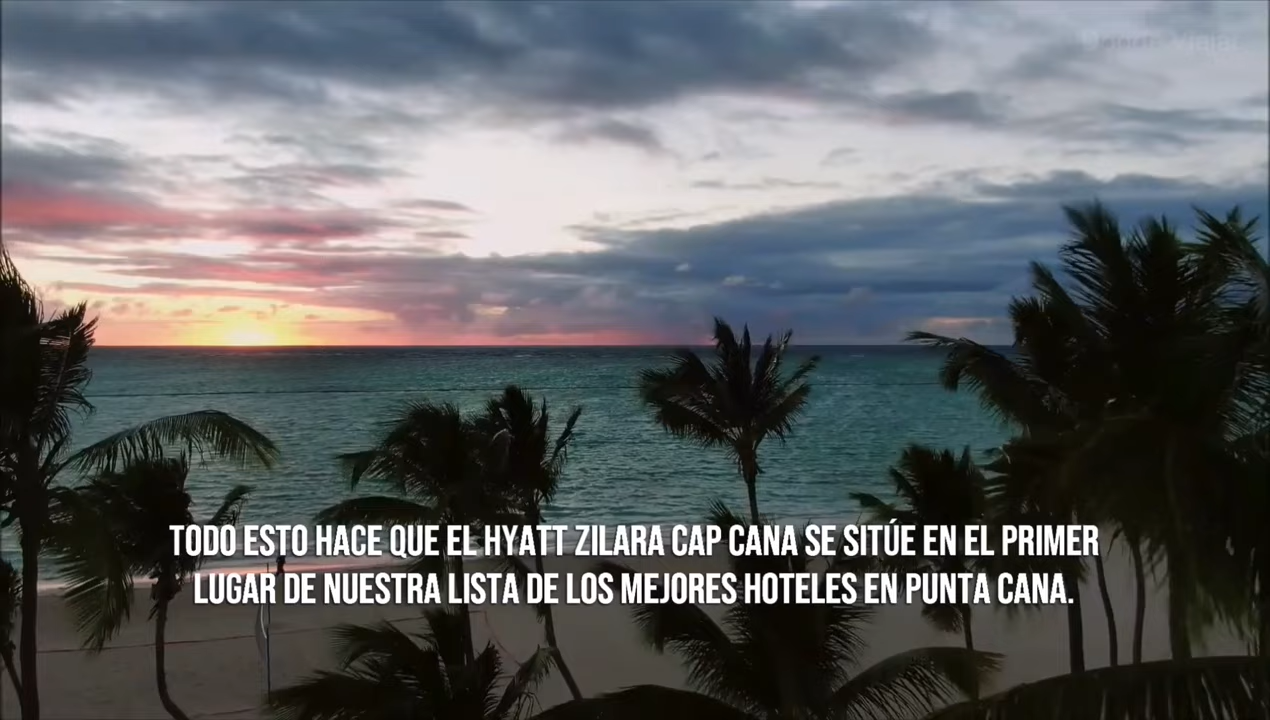 TODO ESTO HACE QUE EL HYATT ZILARA CAP CANA SE SITÚE EN EL PRIMER
LUGAR DE NUESTRA LISTA DE LOS MEJORES HOTELES EN PUNTA CANA.